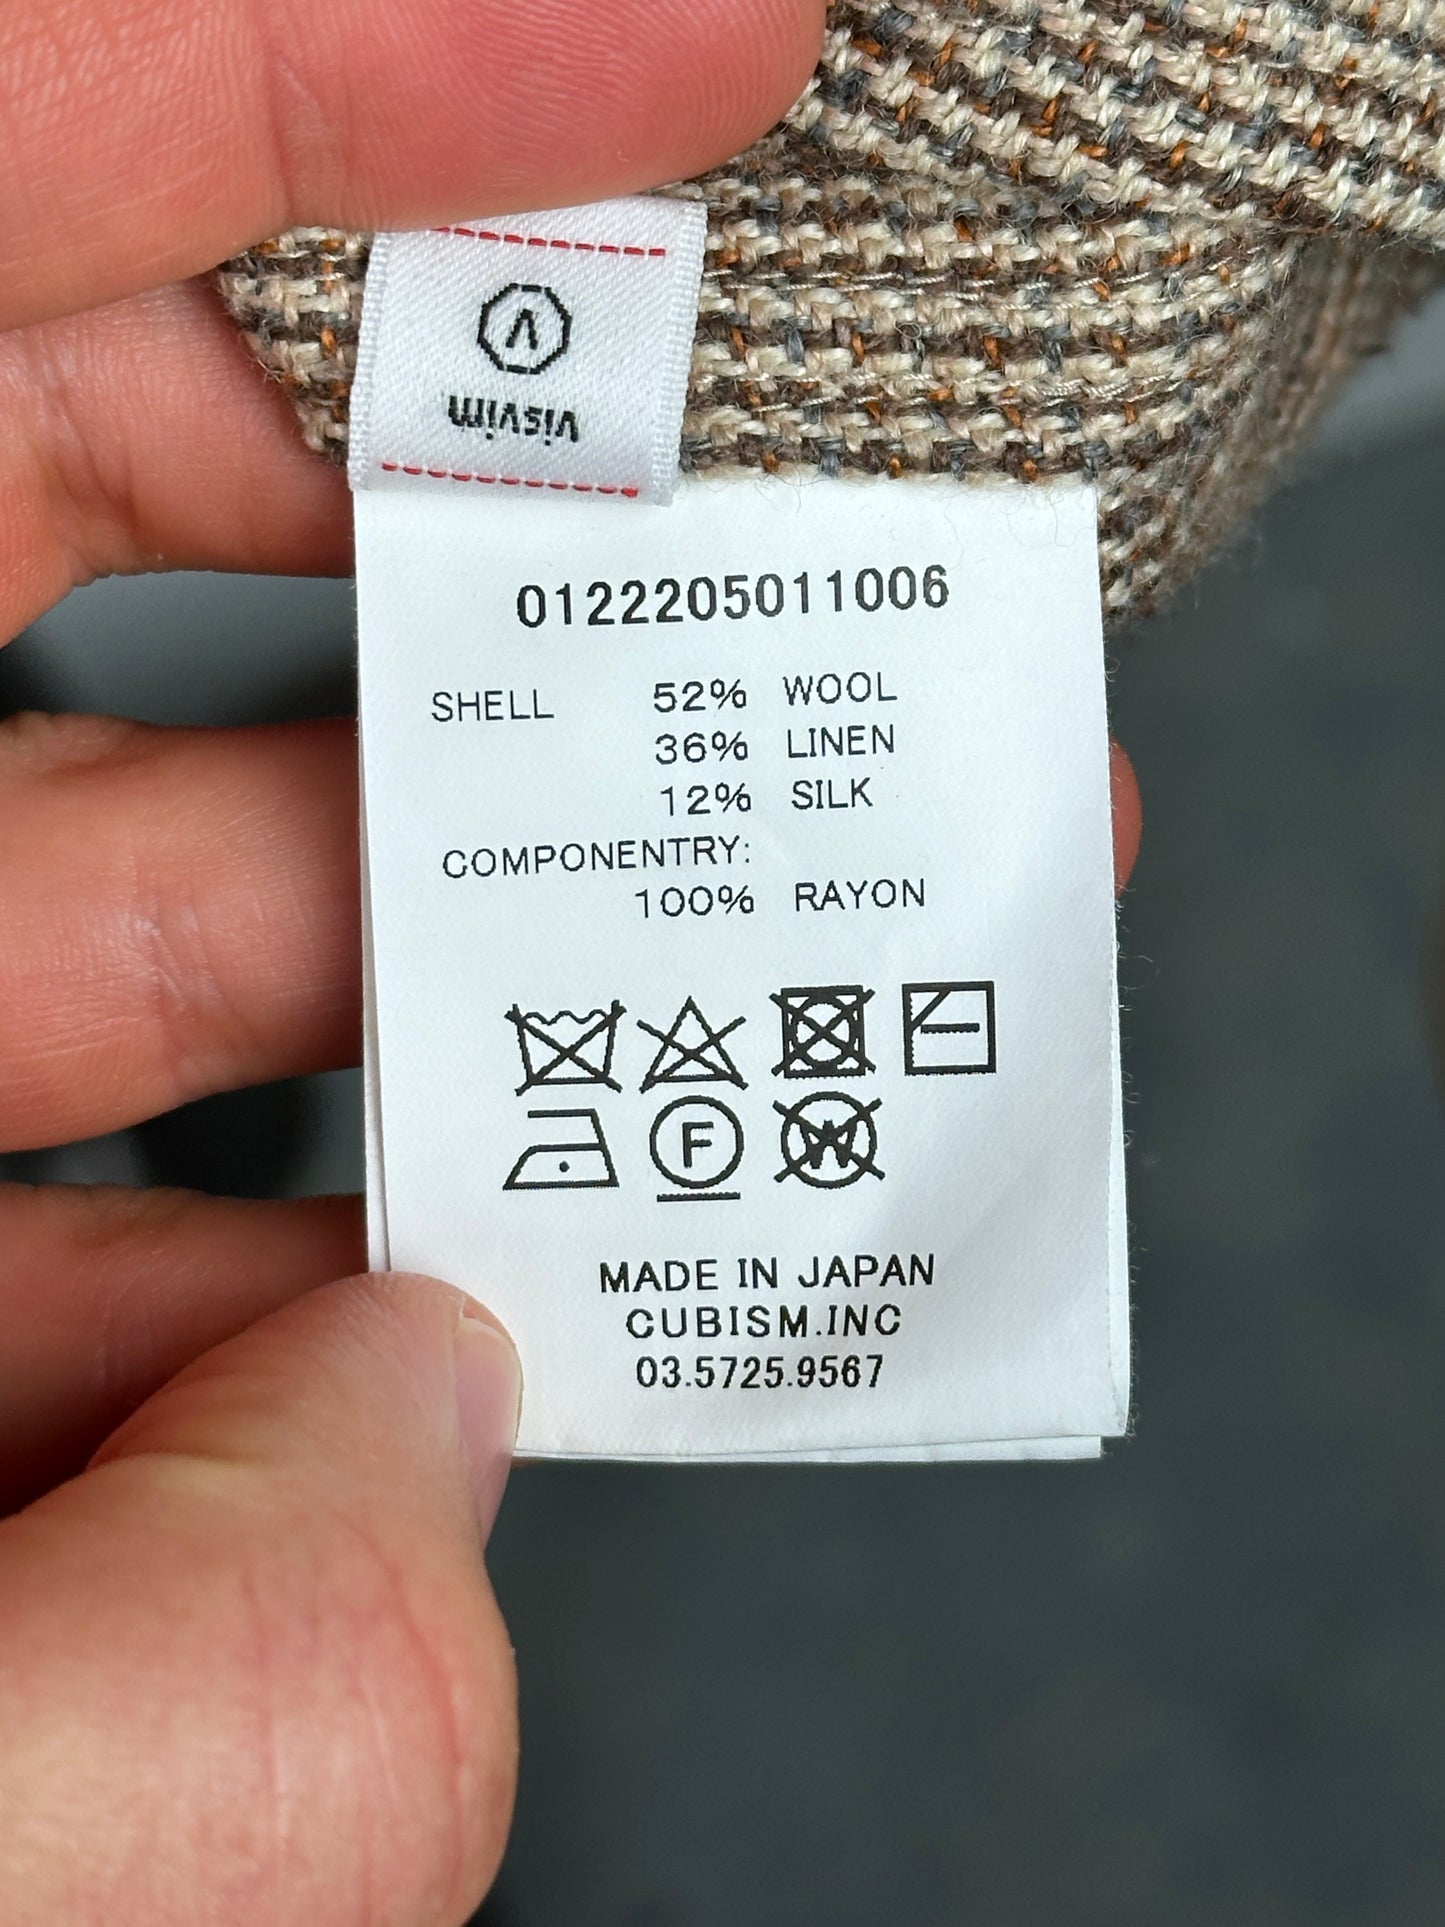 V
visvim
0122205011006
SHELL 52% WOOL
36% LINEN
12% SILK
COMPONENTRY:
100% RAYON
F W
MADE IN JAPAN
CUBISM.INC
03.5725.9567